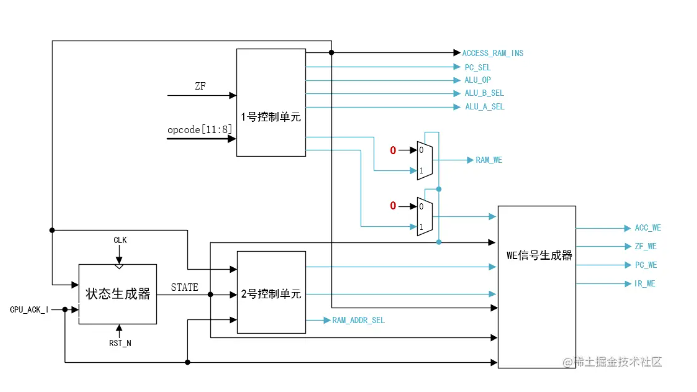 ACCESS_RAM_INS
PC_SEL
ZF
ALU_OP
ALU_B_SEL
ALU_A_SEL
1号控制单元
opcode[11:8]
0
0
RAM_WE
1
0
0
1
CLK
WE信号生成器
ACC_WE
ZF_WE
PC_WE
IR_WE
状态生成器
STATE
2号控制单元
CPU_ACK_I
RAM_ADDR_SEL
RST_N
@稀土掘金技术社区